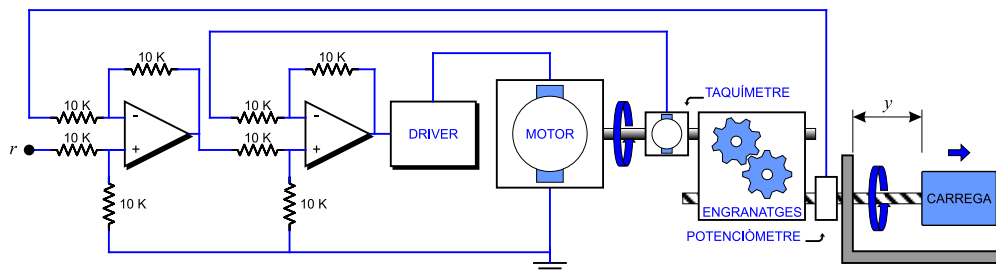 10 K
10 K
10 K
10 K
-
+
r
10 K
10 K
10 K
10 K
-
+
DRIVER
MOTOR
TAQUÍMETRE
ENGRANATGES
POTENCIÒMETRE
y
CARREGA